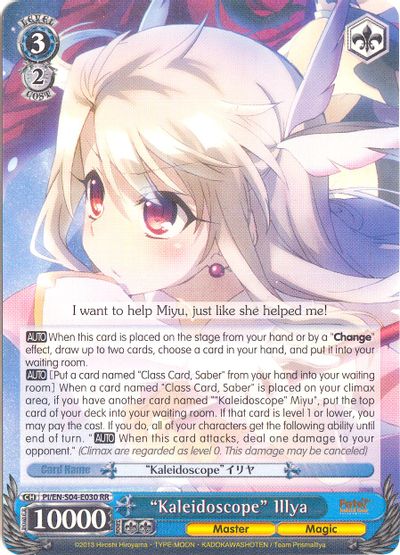 LEVEL
3
2
COST
I want to help Miyu, just like she helped me!
AUTO When this card is placed on the stage from your hand or by a "Change"
effect, draw up to two cards, choose a card in your hand, and put it into your
waiting room.
AUTO [Put a card named "Class Card, Saber" from your hand into your waiting
room] When a card named "Class Card, Saber" is placed on your climax
area, if you have another card named ""Kaleidoscope" Miyu", put the top
card of your deck into your waiting room. If that card is level 1 or lower, you
may pay the cost. If you do, all of your characters get the following ability until
end of turn. "AUTO When this card attacks, deal one damage to your
opponent." (Climax are regarded as level 0. This damage may be canceled)
Card Name
"Kaleidoscope" イリヤ
CH PI/EN-S04-E030 RR
"Kaleidoscope" Illya
10000
Master
Magic
©2013 Hiroshi Hiroyama・TYPE-MOON・KADOKAWASHOTEN / Team PrismaIllya